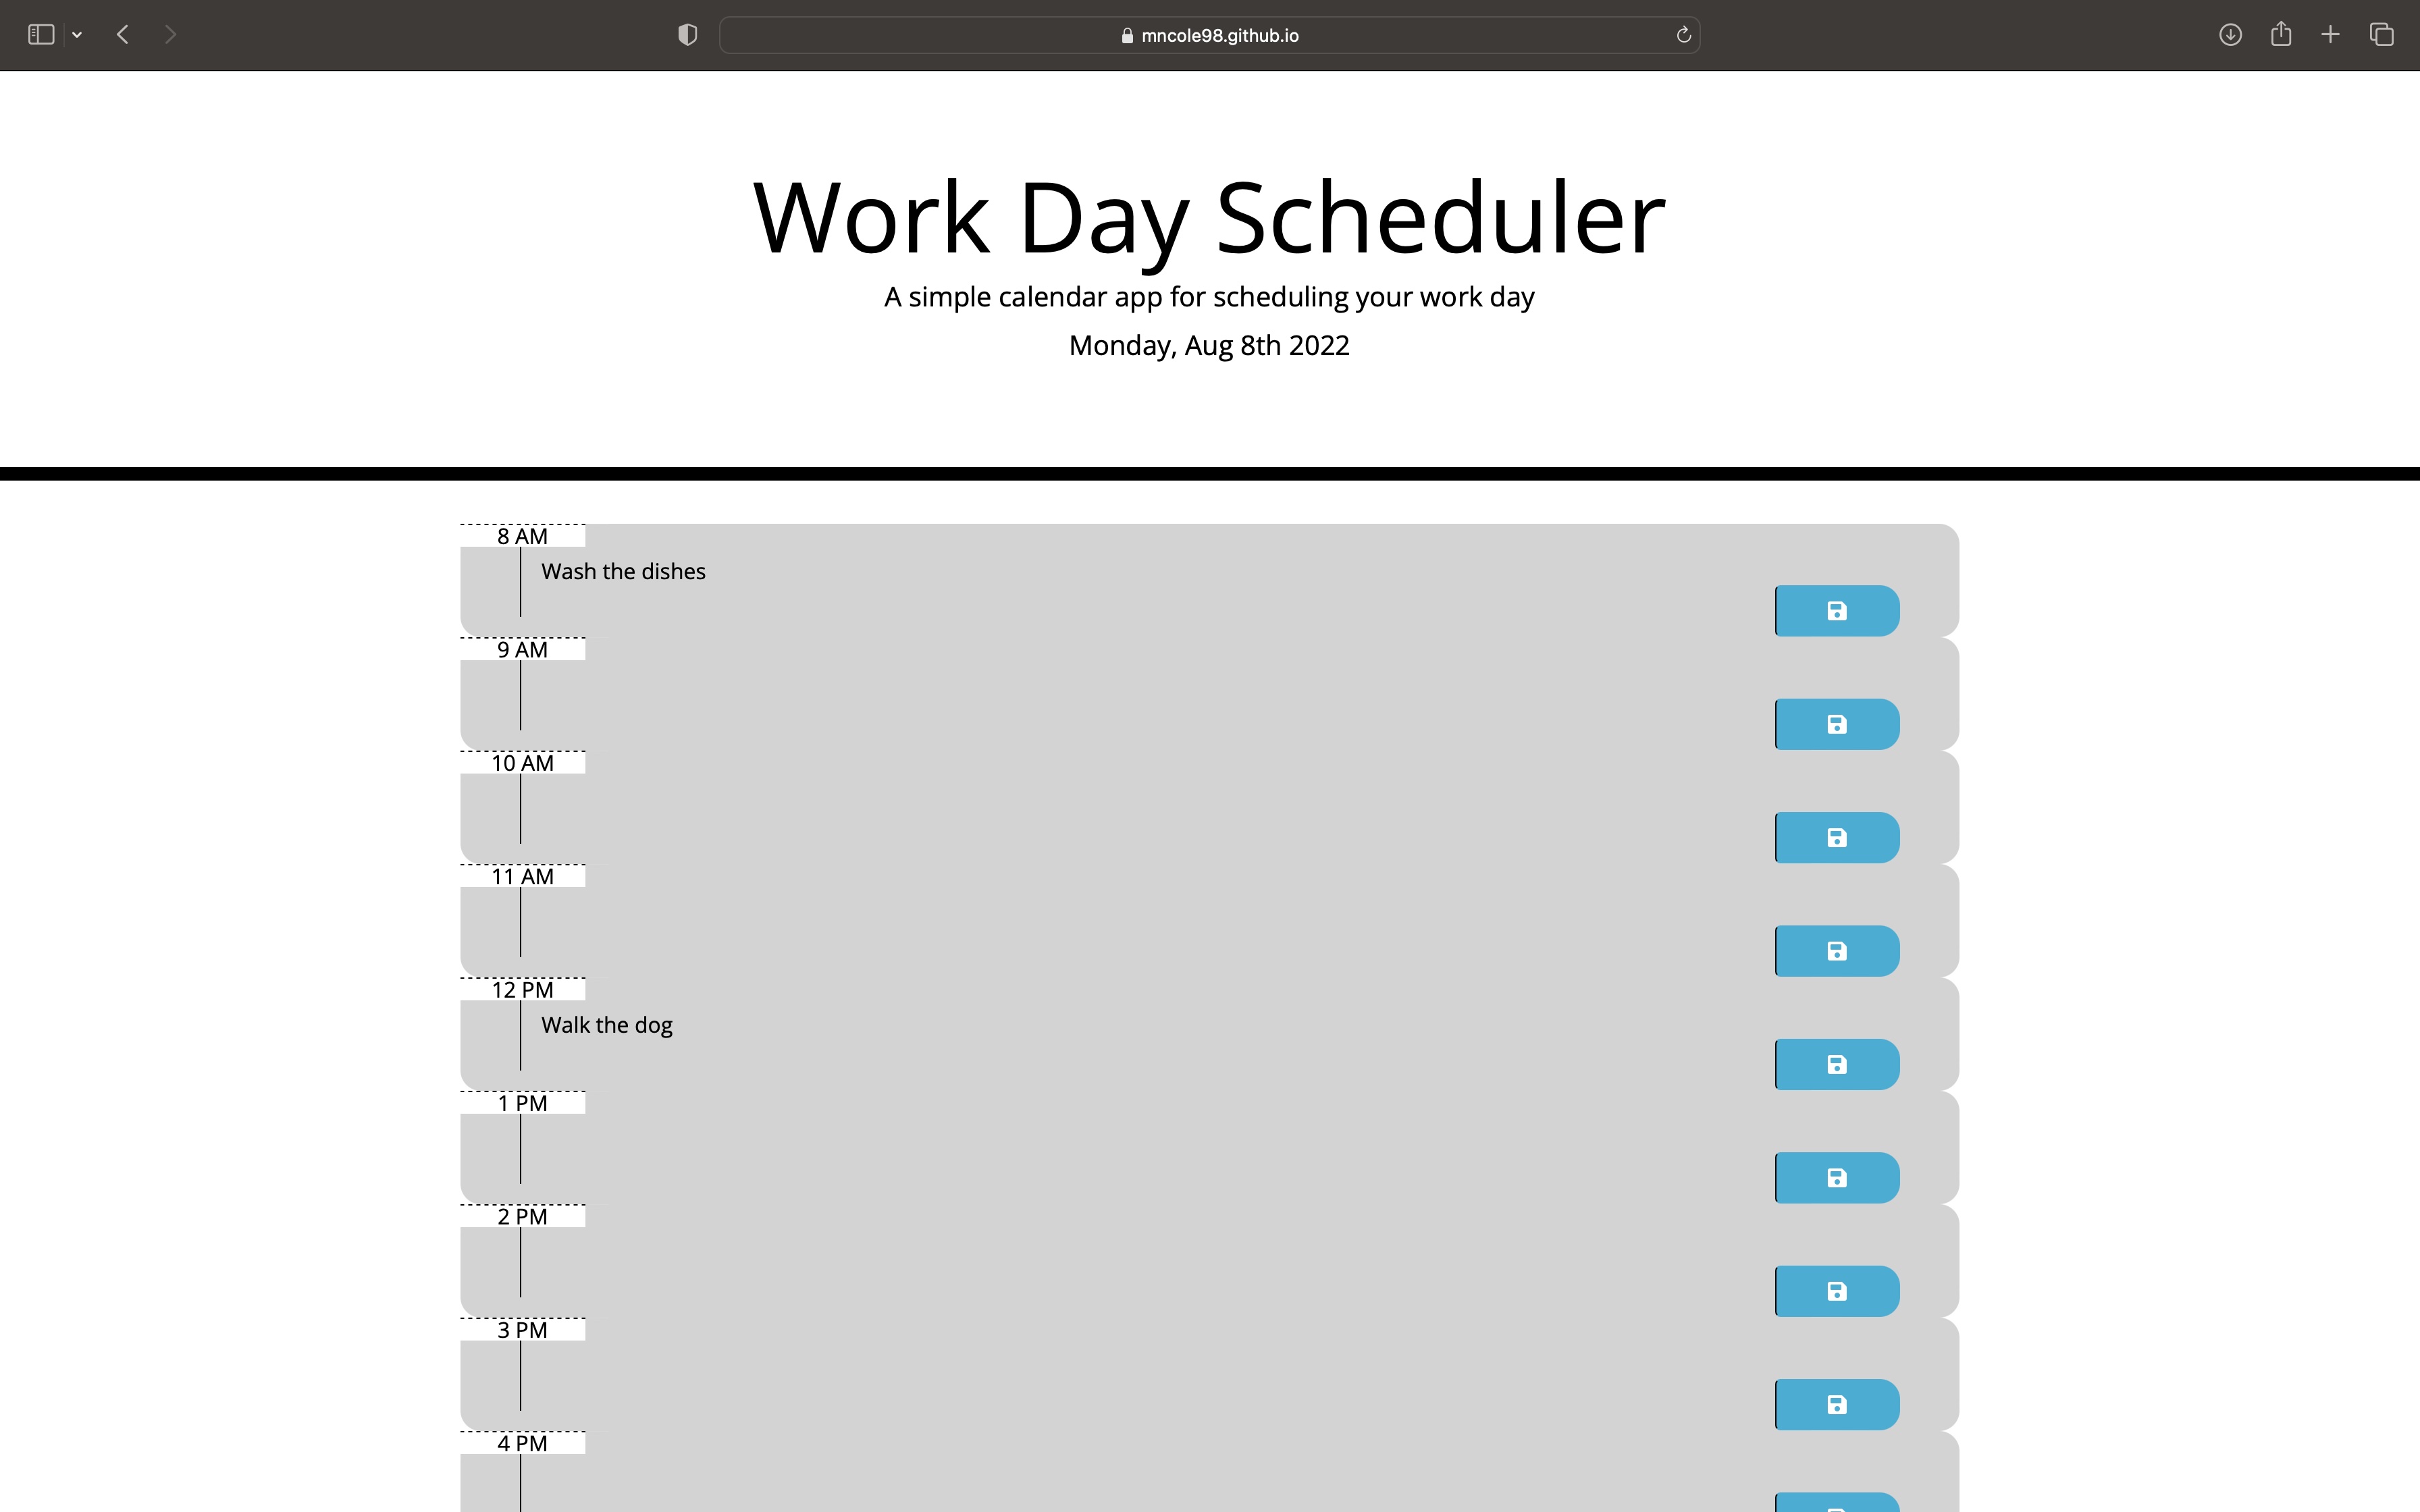 mncole98.github.io
Work Day Scheduler
A simple calendar app for scheduling your work day
Monday, Aug 8th 2022
8 AM
Wash the dishes
9 AM
10 AM
11 AM
12 PM
Walk the dog
1 PM
2 PM
3 PM
4 PM